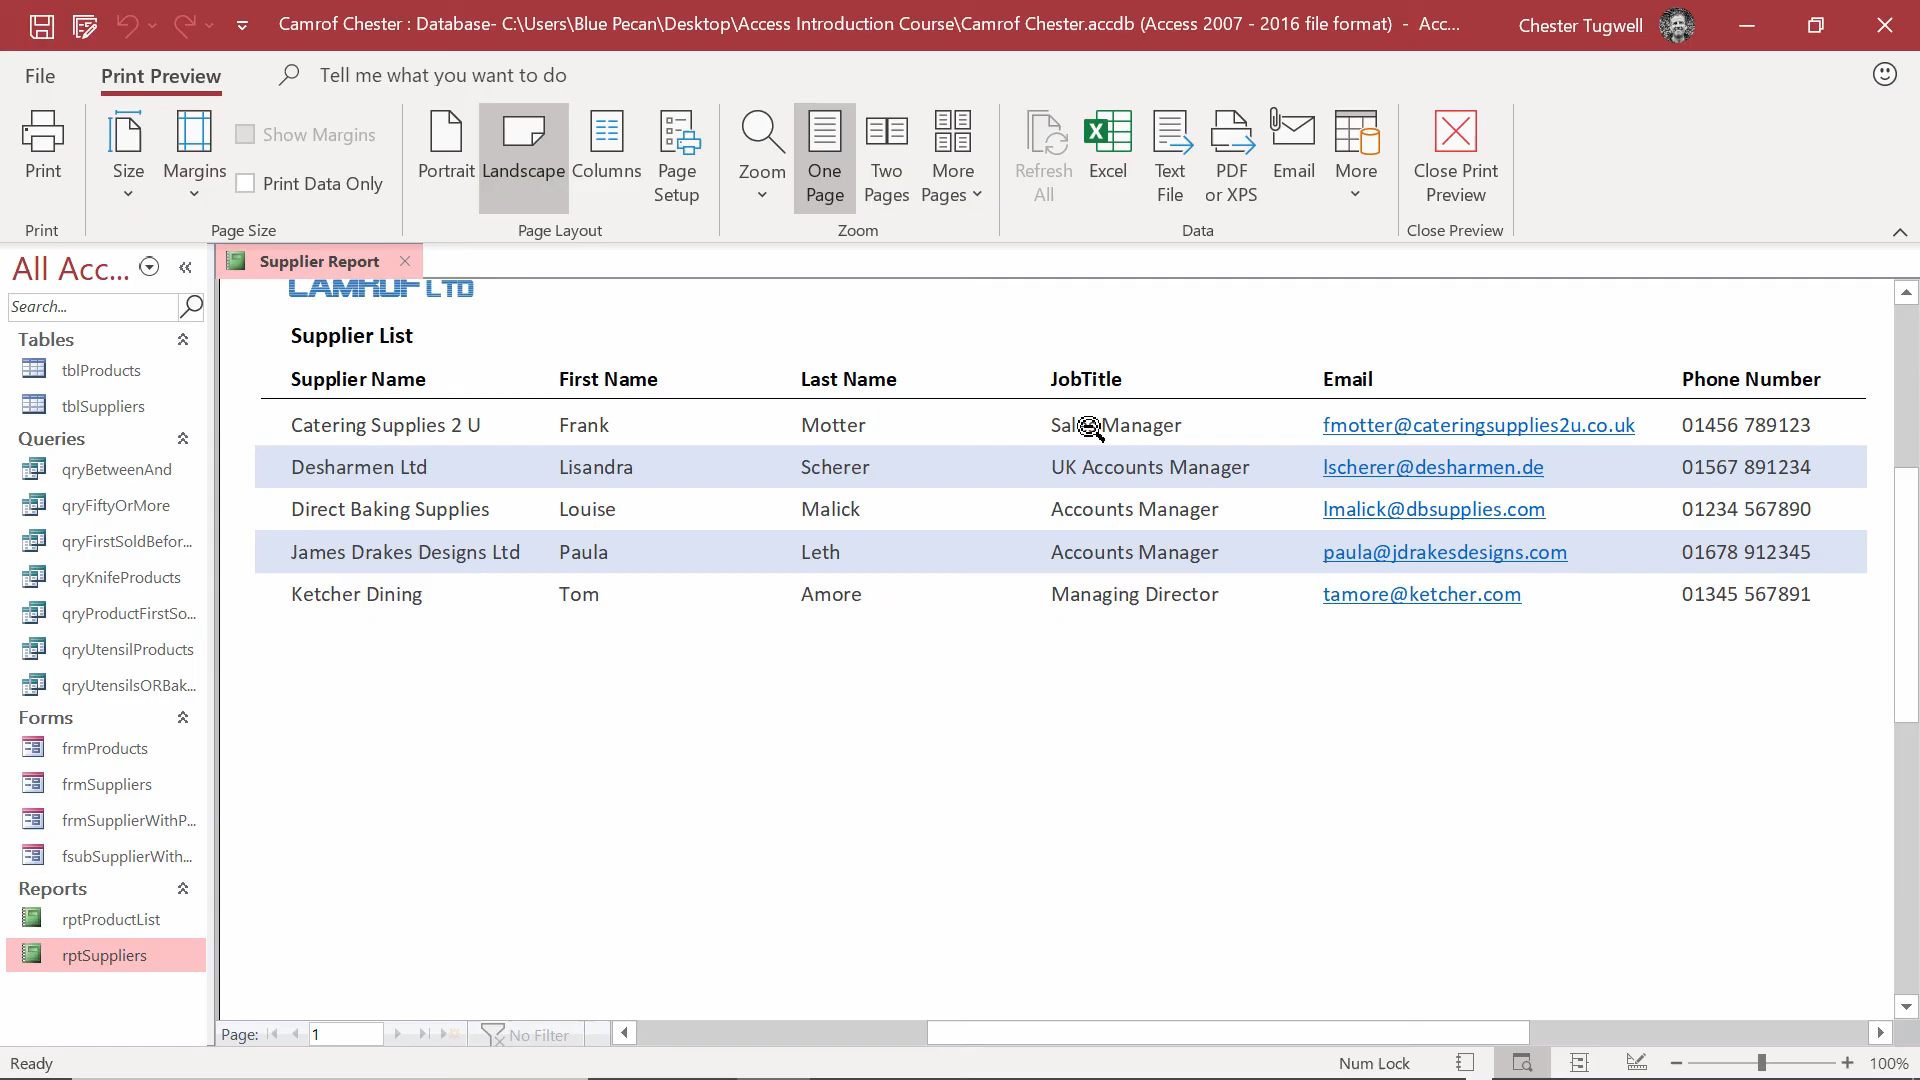 Camrof Chester : Database- C:\Users\Blue Pecan\Desktop\Access Introduction Course\Camrof Chester.accdb (Access 2007 - 2016 file format)  -  Acc...
Chester Tugwell
File
Print Preview
Tell me what you want to do
Print
Size
Margins
Show Margins
Print Data Only
Portrait
Landscape
Columns
Page Setup
Zoom
One Page
Two Pages
More Pages
Refresh All
Excel
Text File
PDF or XPS
Email
More
Close Print Preview
Print
Page Size
Page Layout
Zoom
Data
Close Preview
All Acc...
Search...
Tables
tblProducts
tblSuppliers
Queries
qryBetweenAnd
qryFiftyOrMore
qryFirstSoldBefor...
qryKnifeProducts
qryProductFirstSo...
qryUtensilProducts
qryUtensilsORBak...
Forms
frmProducts
frmSuppliers
frmSupplierWithP...
fsubSupplierWith...
Reports
rptProductList
rptSuppliers
Supplier Report
CAMROF LTD
Supplier List
Supplier Name First Name Last Name JobTitle Email Phone Number
Catering Supplies 2 U Frank Motter Sales Manager fmotter@cateringsupplies2u.co.uk 01456 789123
Desharmen Ltd Lisandra Scherer UK Accounts Manager lscherer@desharmen.de 01567 891234
Direct Baking Supplies Louise Malick Accounts Manager lmalick@dbsupplies.com 01234 567890
James Drakes Designs Ltd Paula Leth Accounts Manager paula@jdrakesdesigns.com 01678 912345
Ketcher Dining Tom Amore Managing Director tamore@ketcher.com 01345 567891
Page: 1 No Filter
Ready
Num Lock
100%